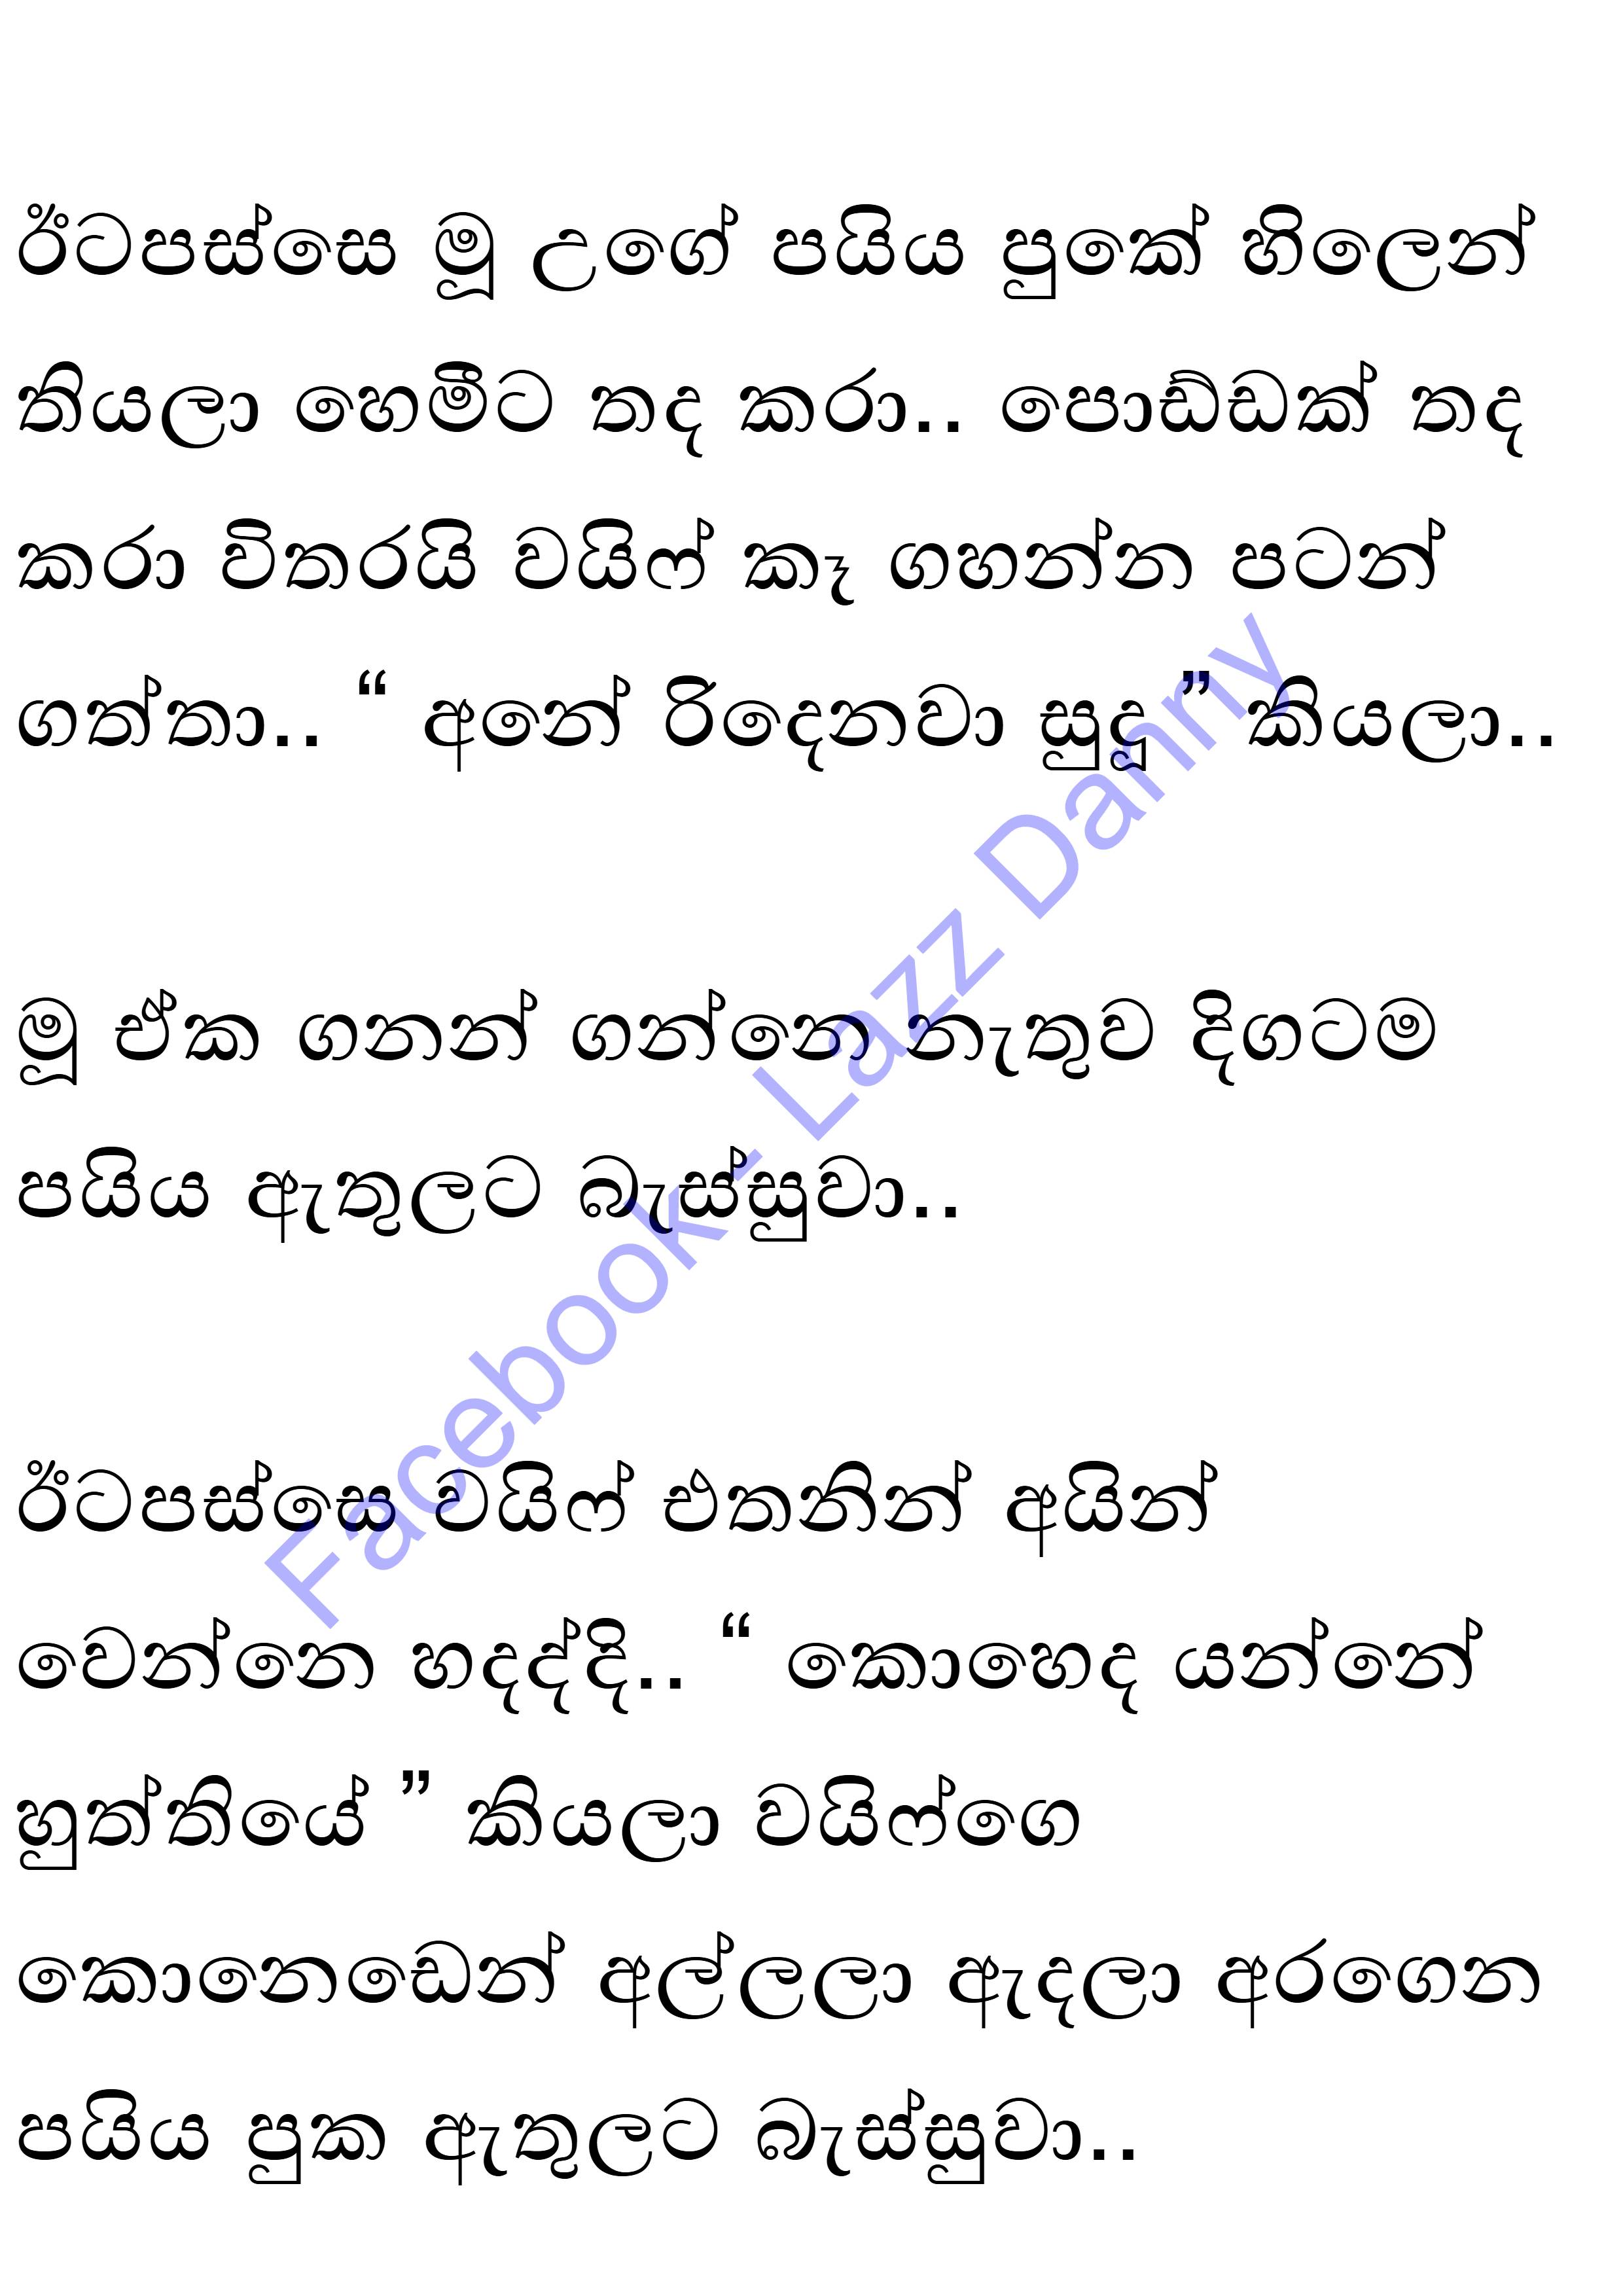 ඊටපස්සෙ මූ උගේ පයිය පුකේ හිලෙන්
තියලා හෙමීට තද කරා.. පොඩ්ඩක් තද
කරා විතරයි වයිෆ් කෑ ගහන්න පටන්
ගත්තා.. “ අනේ රිදෙනවා සුදූ ” කියලා..
මූ ඒක ගනන් ගන්නෙ නැතුව දිගටම
පයිය ඇතුලට බැස්සුවා..
ඊටපස්සෙ වයිෆ් එතනින් අයින්
වෙන්නෙ හදද්දි.. “ කොහෙද යන්නේ
හුත්තියේ ” කියලා වයිෆ්ගෙ
කොනෙඩෙන් අල්ලලා ඇදලා අරගෙන
පයිය පුක ඇතුලට බැස්සුවා..
Facebook - Lazz Danny